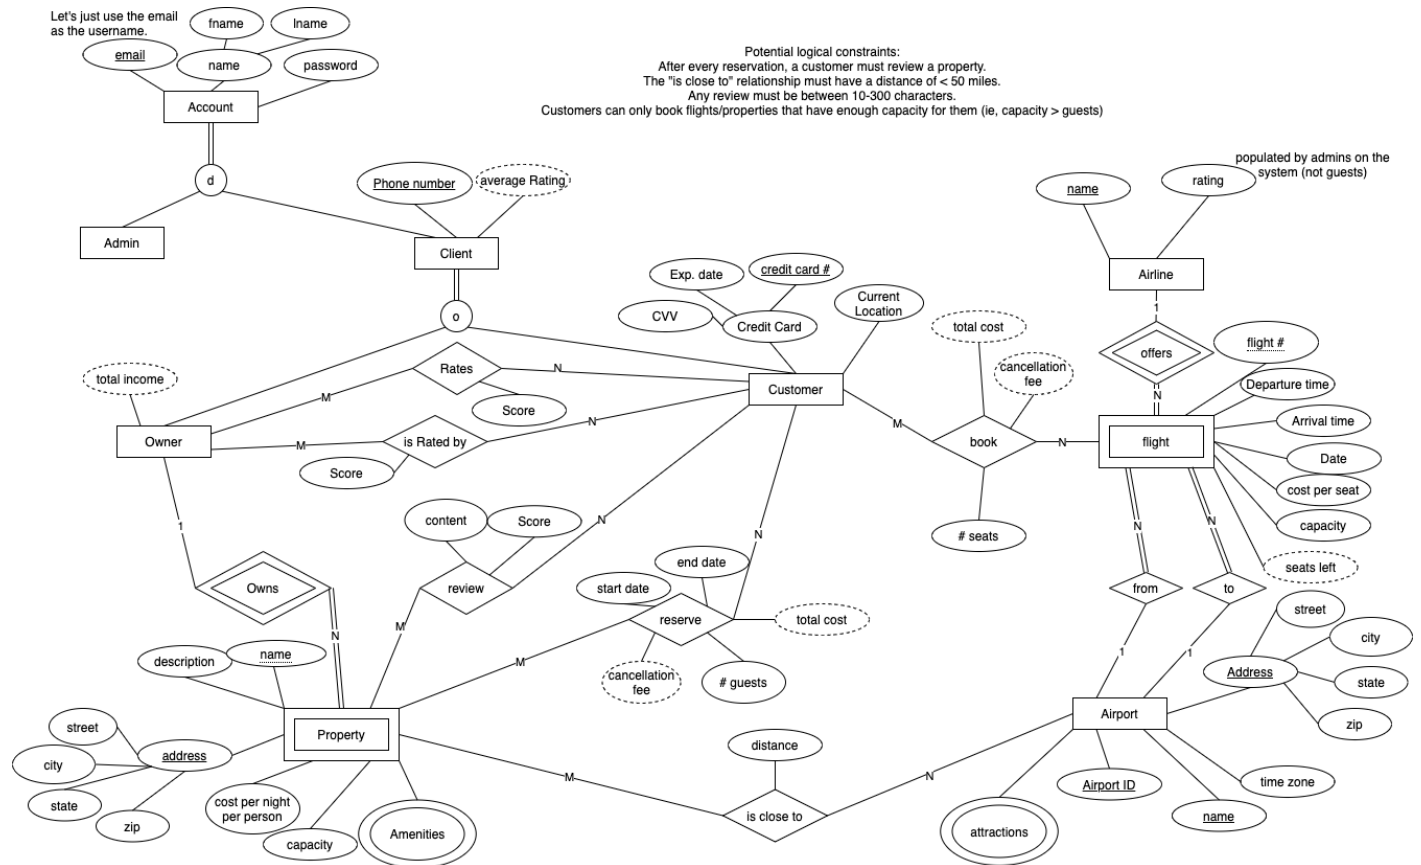 Let's just use the email
as the username.
fname
lname
email
name
password
Account
Potential logical constraints:
After every reservation, a customer must review a property.
The "is close to" relationship must have a distance of < 50 miles.
Any review must be between 10-300 characters.
Customers can only book flights/properties that have enough capacity for them (ie, capacity > guests)
d
Admin
Phone number
average Rating
Client
o
populated by admins on the
system (not guests)
name
rating
Airline
1
offers
N
Exp. date
credit card #
CVV
Credit Card
Current
Location
Customer
total cost
cancellation
fee
M
book
N
# seats
flight #
Departure time
Arrival time
Date
cost per seat
capacity
seats left
flight
total income
Owner
Rates
N
M
Score
is Rated by
N
M
Score
1
Owns
N
content
Score
N
review
M
N
end date
start date
reserve
total cost
M
cancellation
fee
# guests
N
N
from
to
1
1
street
city
Address
state
zip
Airport
Airport ID
name
time zone
attractions
description
name
Property
street
city
address
state
zip
cost per night
per person
capacity
Amenities
M
distance
is close to
N